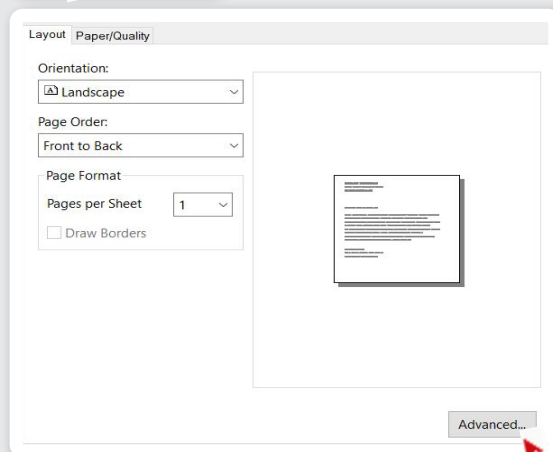 Layout Paper/Quality
Orientation:
Landscape
Page Order:
Front to Back
Page Format
Pages per Sheet 1
Draw Borders
Advanced...